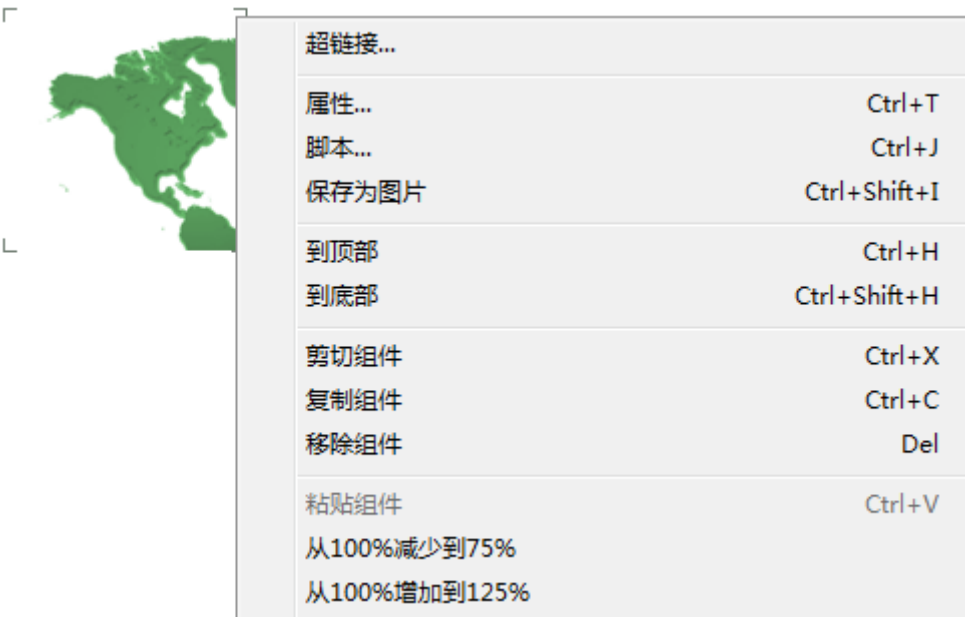 超链接...
属性... Ctrl+T
脚本... Ctrl+J
保存为图片 Ctrl+Shift+I
到顶部 Ctrl+H
到底部 Ctrl+Shift+H
剪切组件 Ctrl+X
复制组件 Ctrl+C
移除组件 Del
粘贴组件 Ctrl+V
从100%减少到75%
从100%增加到125%